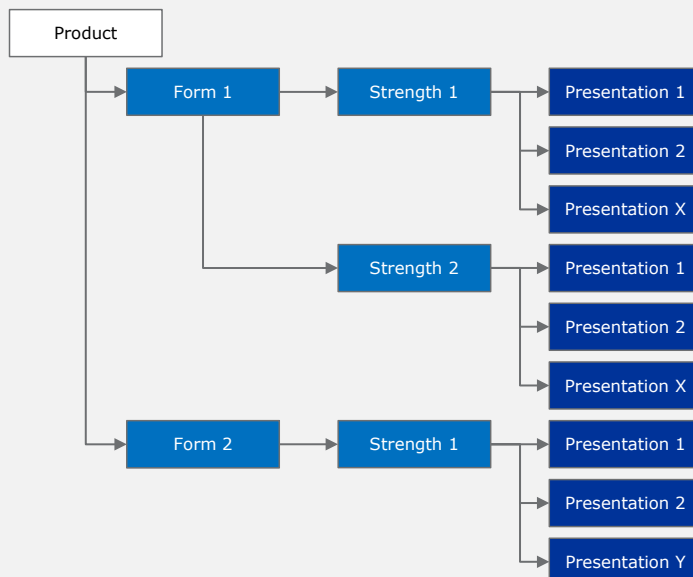 Product
Form 1
Strength 1
Presentation 1
Presentation 2
Presentation X
Strength 2
Presentation 1
Presentation 2
Presentation X
Form 2
Strength 1
Presentation 1
Presentation 2
Presentation Y